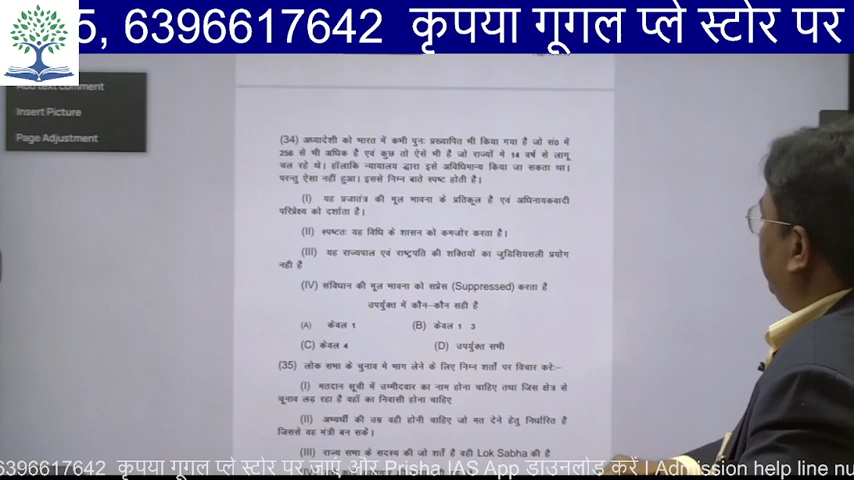 5, 6396617642 कृपया गूगल प्ले स्टोर पर
Add text comment
Insert Picture
Page Adjustment
(34) अध्यादेशी को भारत में कभी पुनः प्रख्यापित भी किया गया है जो सं0 में
256 से भी अधिक है एवं कुछ तो ऐसे भी है जो राज्यों मे 14 वर्ष से लागू
चल रहे थे। हॉलाकि न्यायालय द्वारा इसे अविधिमान्य किया जा सकता था।
परन्तु ऐसा नहीं हुआ। इससे निम्न बाते स्पष्ट होती है।
(I) यह प्रजातंत्र की मूल भावना के प्रतिकूल है एवं अधिनायकवादी
परिप्रेक्ष्य को दर्शाता है।
(II) स्पष्टतः यह विधि के शासन को कमजोर करता है।
(III) यह राज्यपाल एवं राष्ट्रपति की शक्तियों का जुडिसियसली प्रयोग
नही है
(IV) संविधान की मूल भावना को सप्रेस (Suppressed) करता है
उपर्युक्त में कौन–कौन सही है
(A) केवल 1 (B) केवल 1 3
(C) केवल 4 (D) उपर्युक्त सभी
(35) लोक सभा के चुनाव मे भाग लेने के लिए निम्न शर्तो पर विचार करेः–
(I) मतदान सूची में उम्मीदवार का नाम होना चाहिए तथा जिस क्षेत्र से
चूनाव लड़ रहा है वहॉं का निवासी होना चाहिए
(II) अभ्यर्थी की उम्र वही होनी चाहिए जो मत देने हेतु निर्धारित है
जिससे वह मंत्री बन सकें।
(III) राज्य सभा के सदस्य की जो शर्ते है वही Lok Sabha की है
6396617642 कृपया गूगल प्ले स्टोर पर जाएं और Prisha IAS App डाउनलोड करें । Admission help line nu